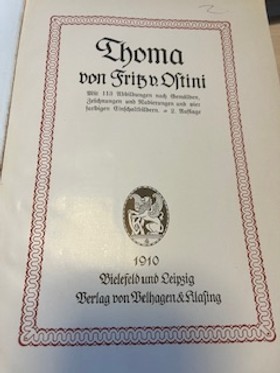 Thoma
von Fritz v. Ostini
Mit 113 Abbildungen nach Gemälden,
Zeichnungen und Radierungen und vier
farbigen Einschaltbildern. 2. Auflage
1910
Bielefeld und Leipzig
Verlag von Velhagen & Klasing